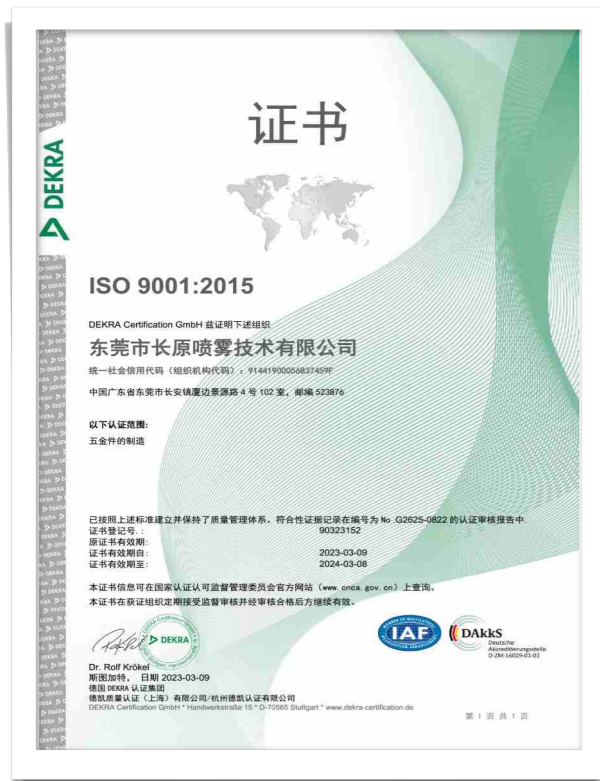 DEKRA
证书
ISO 9001:2015
DEKRA Certification GmbH 兹证明下述组织
东莞市长原喷雾技术有限公司
统一社会信用代码（组织机构代码）：91441900056837459F
中国广东省东莞市长安镇厦边景源路 4 号 102 室，邮编 523876
以下认证范围:
五金件的制造
已按照上述标准建立并保持了质量管理体系。符合性证据记录在编号为 No .G2625-0822 的认证审核报告中.
证书登记号. : 90323152
原证书有效期:
证书有效期自: 2023-03-09
证书有效期至: 2024-03-08
本证书信息可在国家认证认可监督管理委员会官方网站（www.cnca.gov.cn）上查询。
本证书在获证组织定期接受监督审核并经审核合格后方继续有效。
DEKRA
IAF
DAkkS
Deutsche
Akkreditierungsstelle
D-ZM-16029-01-01
Dr. Rolf Krökel
斯图加特， 日期 2023-03-09
德国 DEKRA 认证集团
德凯质量认证（上海）有限公司/杭州德凯认证有限公司
DEKRA Certification GmbH * Handwerkstraße 15 * D-70565 Stuttgart * www.dekra-certification.de
第 1 页 共 1 页